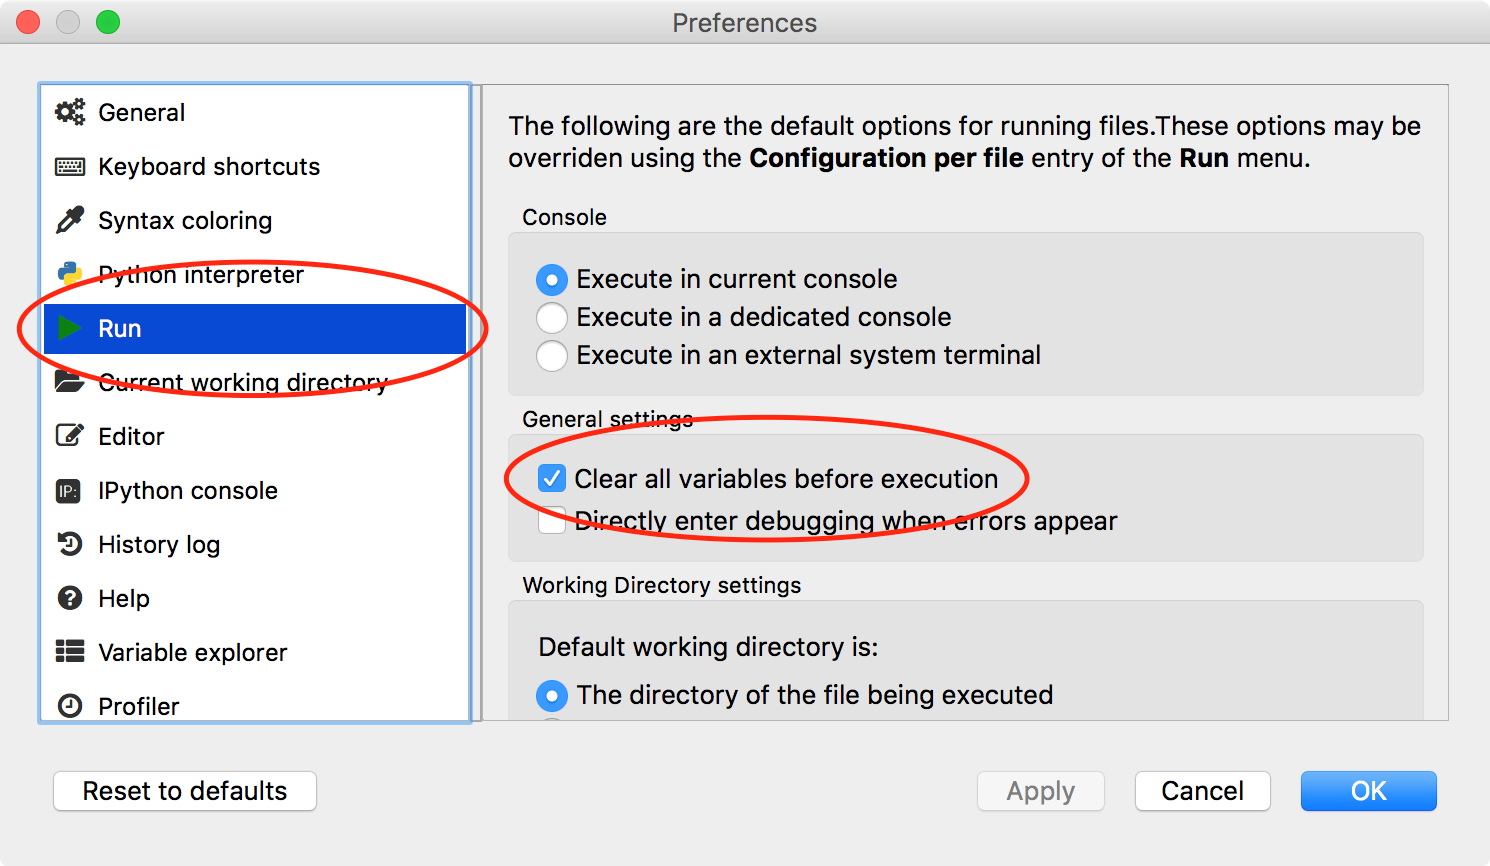 Preferences
General
Keyboard shortcuts
Syntax coloring
Python interpreter
Run
Current working directory
Editor
IP:
IPython console
History log
Help
Variable explorer
Profiler
The following are the default options for running files.These options may be
overriden using the Configuration per file entry of the Run menu.
Console
Execute in current console
Execute in a dedicated console
Execute in an external system terminal
General settings
Clear all variables before execution
Directly enter debugging when errors appear
Working Directory settings
Default working directory is:
The directory of the file being executed
Reset to defaults
Apply
Cancel
OK